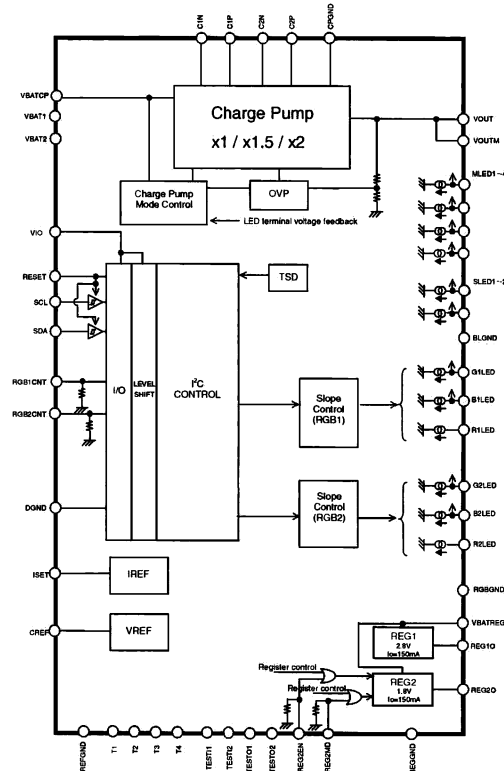 C1N
C1P
C2N
C2P
CPGND
VBATCP
VBAT1
VBAT2
Charge Pump
x1 / x1.5 / x2
VOUT
VOUTM
Charge Pump
Mode Control
OVP
LED terminal voltage feedback
VIO
RESET
SCL
SDA
RGB1CNT
RGB2CNT
DGND
ISET
CREF
I/O
LEVEL
SHIFT
I²C
CONTROL
TSD
Slope
Control
(RGB1)
Slope
Control
(RGB2)
IREF
VREF
BLGND
G1LED
B1LED
R1LED
G2LED
B2LED
R2LED
RGBGND
VBATREG
REG1
2.8V
Io=150mA
REG1O
Register control
Register control
REG2
1.8V
Io=150mA
REG2O
REFGND
T1
T2
T3
T4
TESTI1
TESTI2
TESTO1
TESTO2
REG2EN
REG2MD
REGGND